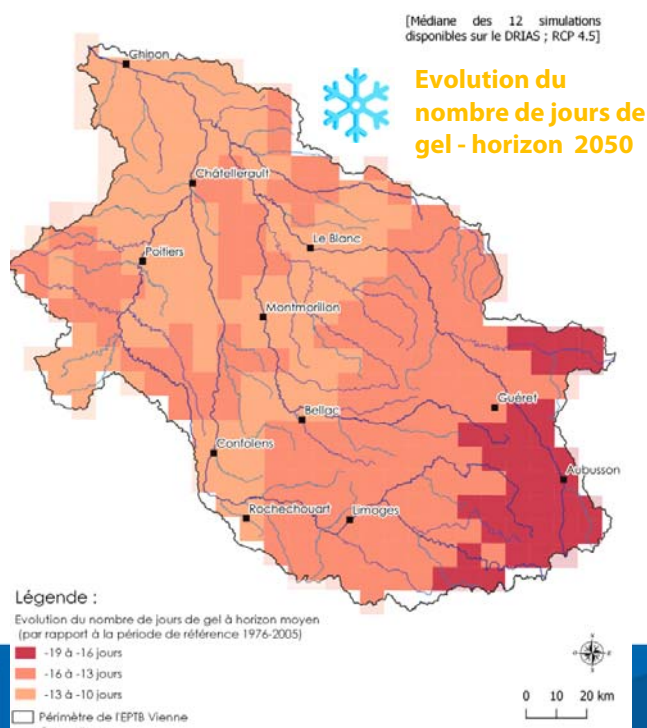 [Médiane des 12 simulations
disponibles sur le DRIAS ; RCP 4.5]
Evolution du
nombre de jours de
gel - horizon 2050
Chinon
Châtellerault
Le Blanc
Poitiers
Montmorillon
Guéret
Bellac
Confolens
Aubusson
Rochechouart
Limoges
Légende :
Evolution du nombre de jours de gel à horizon moyen
(par rapport à la période de référence 1976-2005)
-19 à -16 jours
-16 à -13 jours
-13 à -10 jours
Périmètre de l'EPTB Vienne
0 10 20 km